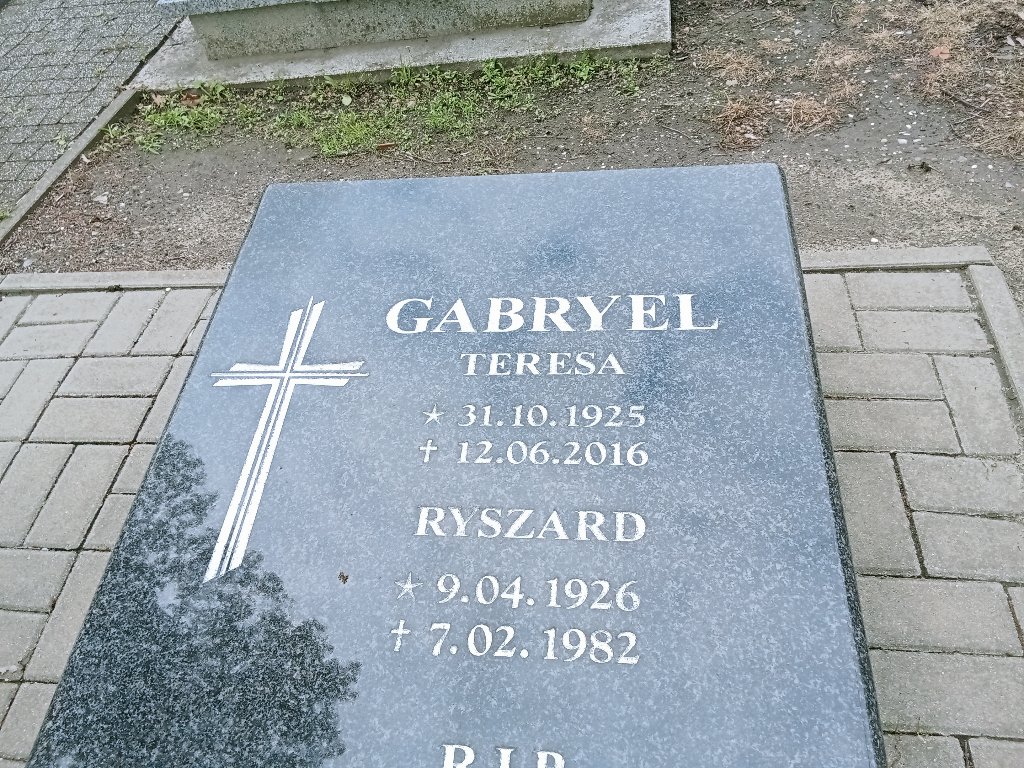 GABRYEL
TERESA
★ 31.10.1925
✝ 12.06.2016
RYSZARD
★ 9.04.1926
✝ 7.02.1982
R.I.P.